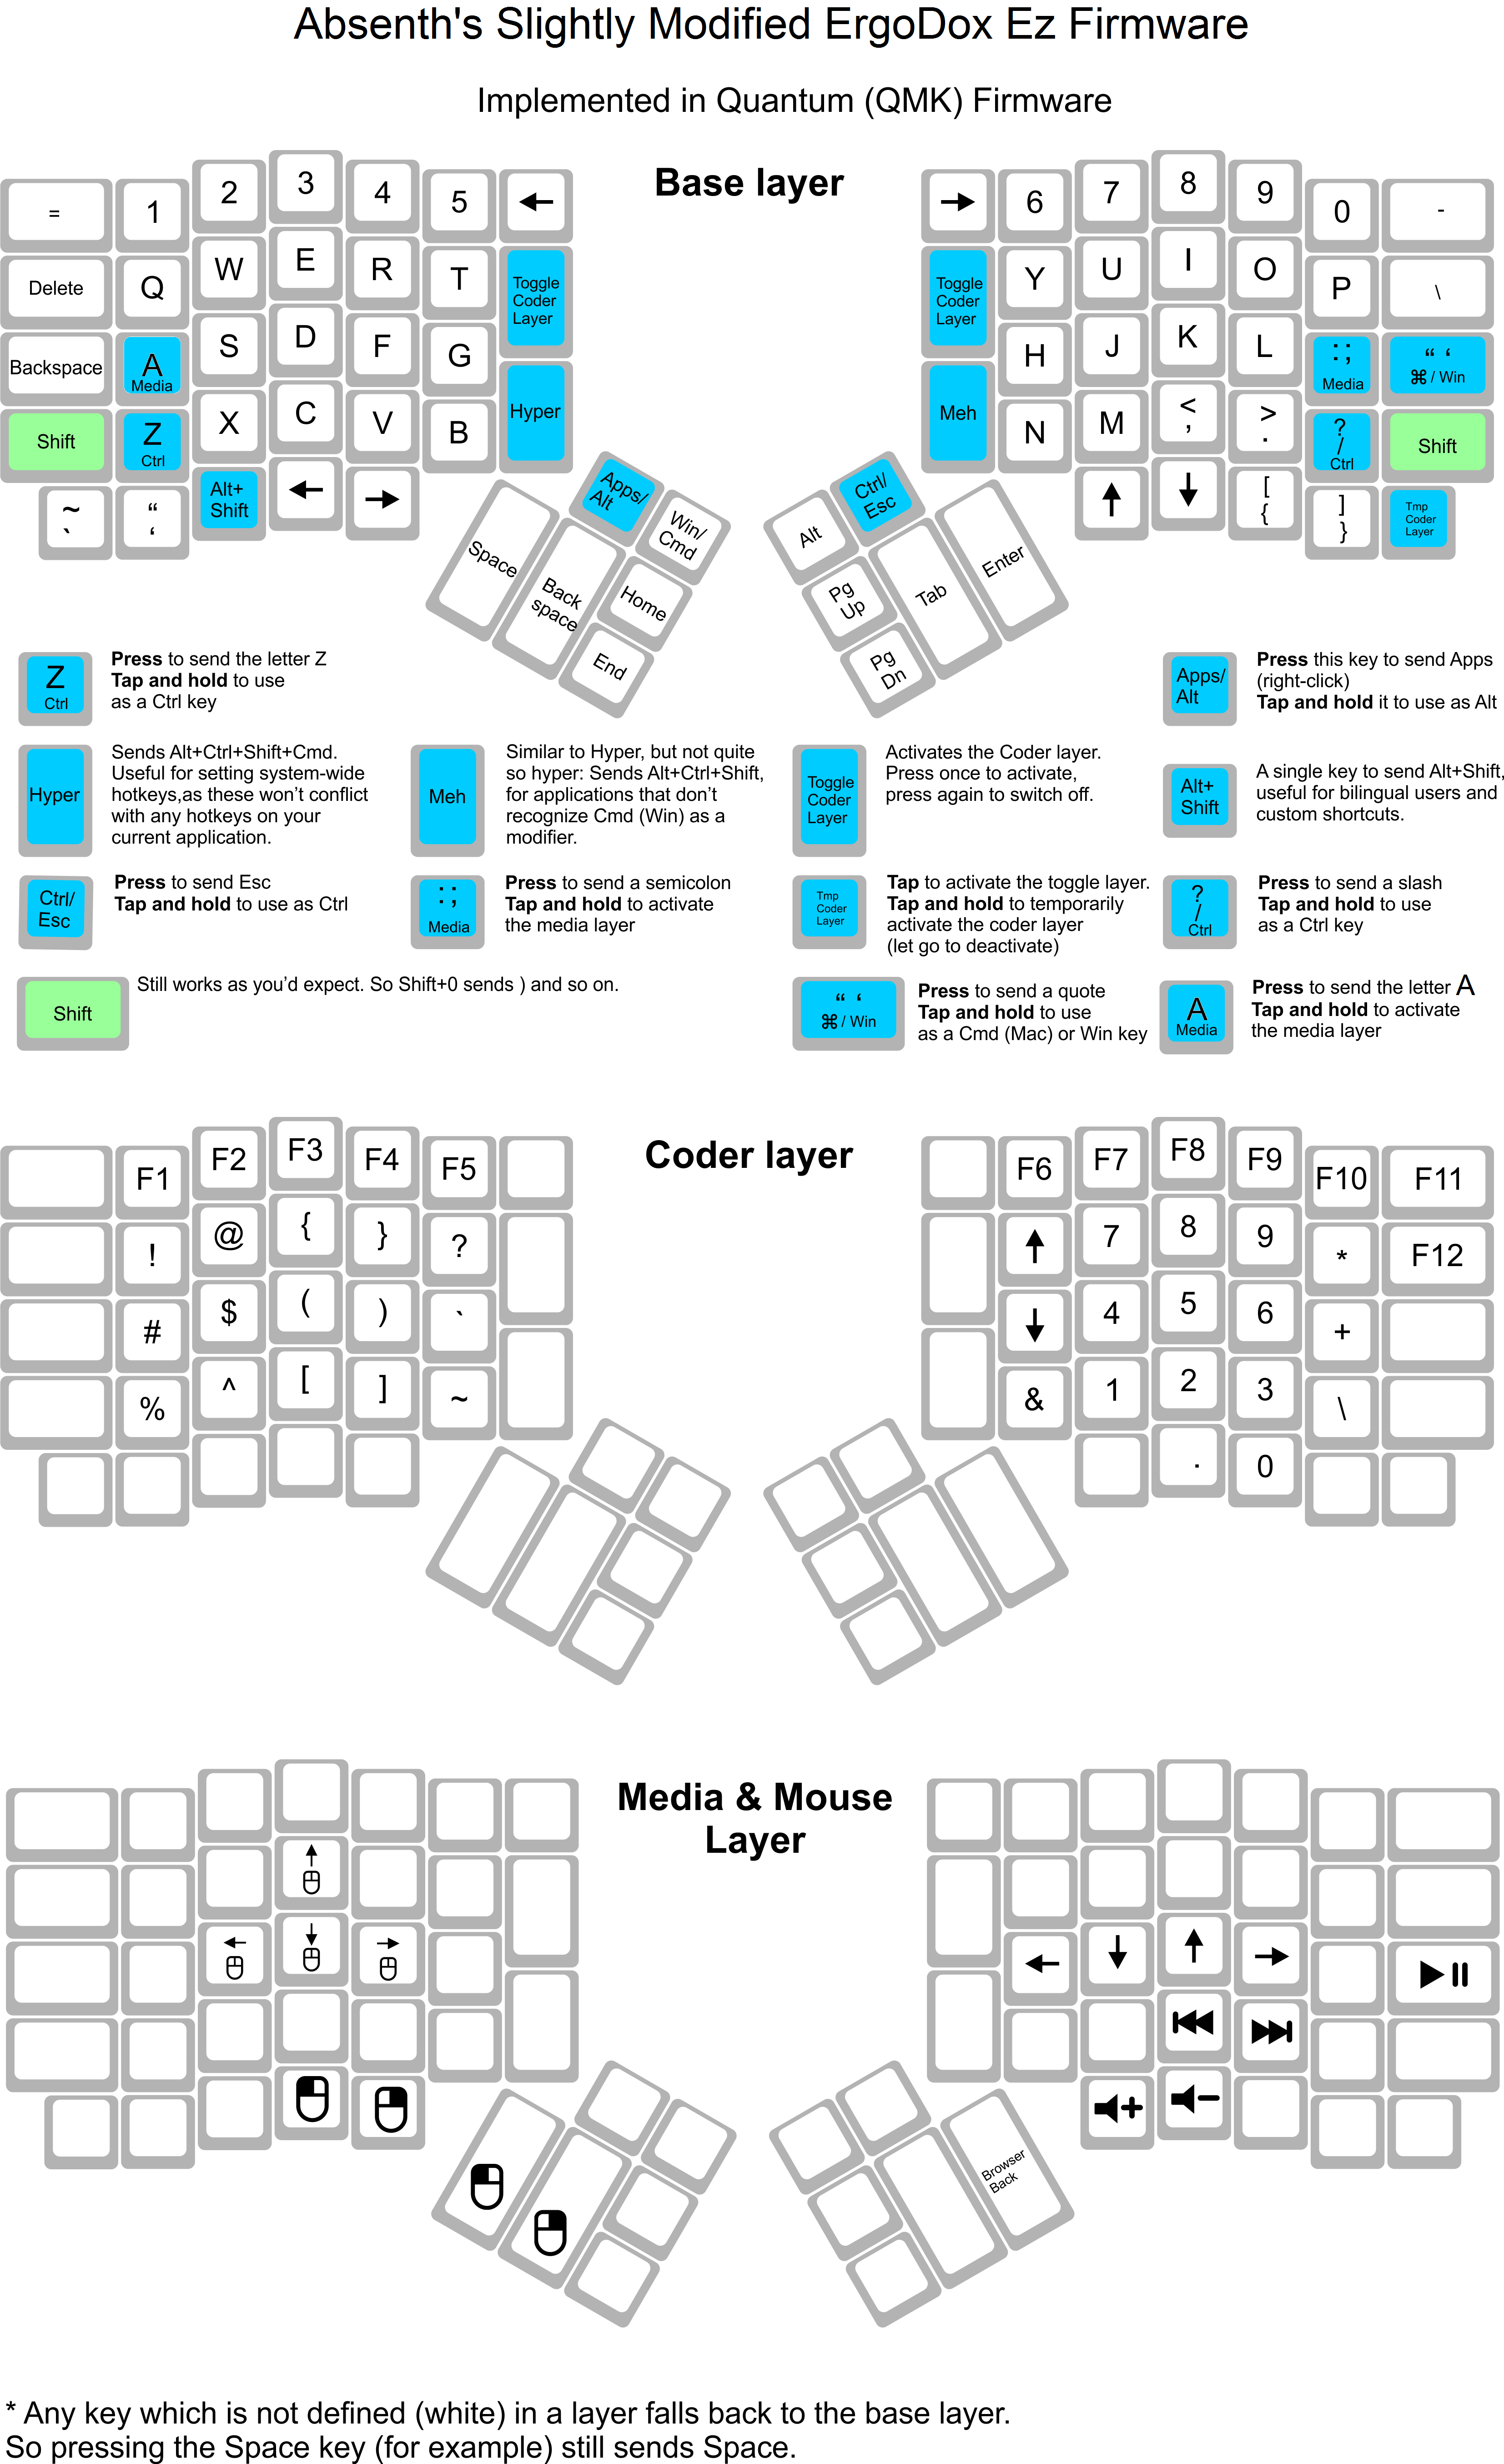 Absenth's Slightly Modified ErgoDox Ez Firmware
Implemented in Quantum (QMK) Firmware
Base layer
= 1 2 3 4 5 ←
→ 6 7 8 9 0 -
Delete Q W E R T Toggle Coder Layer
Toggle Coder Layer Y U I O P \
Backspace A Media S D F G
H J K L : ; Media “ ‘ ⌘ / Win
Shift Z Ctrl X C V B Hyper
Meh N M < , > . ? / Ctrl Shift
~ ` “ ‘ Alt+ Shift ← →
↑ ↓ [ { ] } Tmp Coder Layer
Apps/ Alt Win/ Cmd
Space Back space Home
End
Alt Ctrl/ Esc
Pg Up Tab Enter
Pg Dn
Z Ctrl
Press to send the letter Z
Tap and hold to use
as a Ctrl key
Apps/ Alt
Press this key to send Apps
(right-click)
Tap and hold it to use as Alt
Hyper
Sends Alt+Ctrl+Shift+Cmd.
Useful for setting system-wide
hotkeys,as these won’t conflict
with any hotkeys on your
current application.
Meh
Similar to Hyper, but not quite
so hyper: Sends Alt+Ctrl+Shift,
for applications that don’t
recognize Cmd (Win) as a
modifier.
Toggle Coder Layer
Activates the Coder layer.
Press once to activate,
press again to switch off.
Alt+ Shift
A single key to send Alt+Shift,
useful for bilingual users and
custom shortcuts.
Ctrl/ Esc
Press to send Esc
Tap and hold to use as Ctrl
: ; Media
Press to send a semicolon
Tap and hold to activate
the media layer
Tmp Coder Layer
Tap to activate the toggle layer.
Tap and hold to temporarily
activate the coder layer
(let go to deactivate)
? / Ctrl
Press to send a slash
Tap and hold to use
as a Ctrl key
Shift
Still works as you’d expect. So Shift+0 sends ) and so on.
“ ‘ ⌘ / Win
Press to send a quote
Tap and hold to use
as a Cmd (Mac) or Win key
A Media
Press to send the letter A
Tap and hold to activate
the media layer
Coder layer
F1 F2 F3 F4 F5
F6 F7 F8 F9 F10 F11
! @ { } ?
↑ 7 8 9 * F12
# $ ( ) `
↓ 4 5 6 +
% ^ [ ] ~
& 1 2 3 \
. 0
Media & Mouse
Layer
↑
← ↓ →
← ↓ ↑ →
Browser
Back
* Any key which is not defined (white) in a layer falls back to the base layer.
So pressing the Space key (for example) still sends Space.